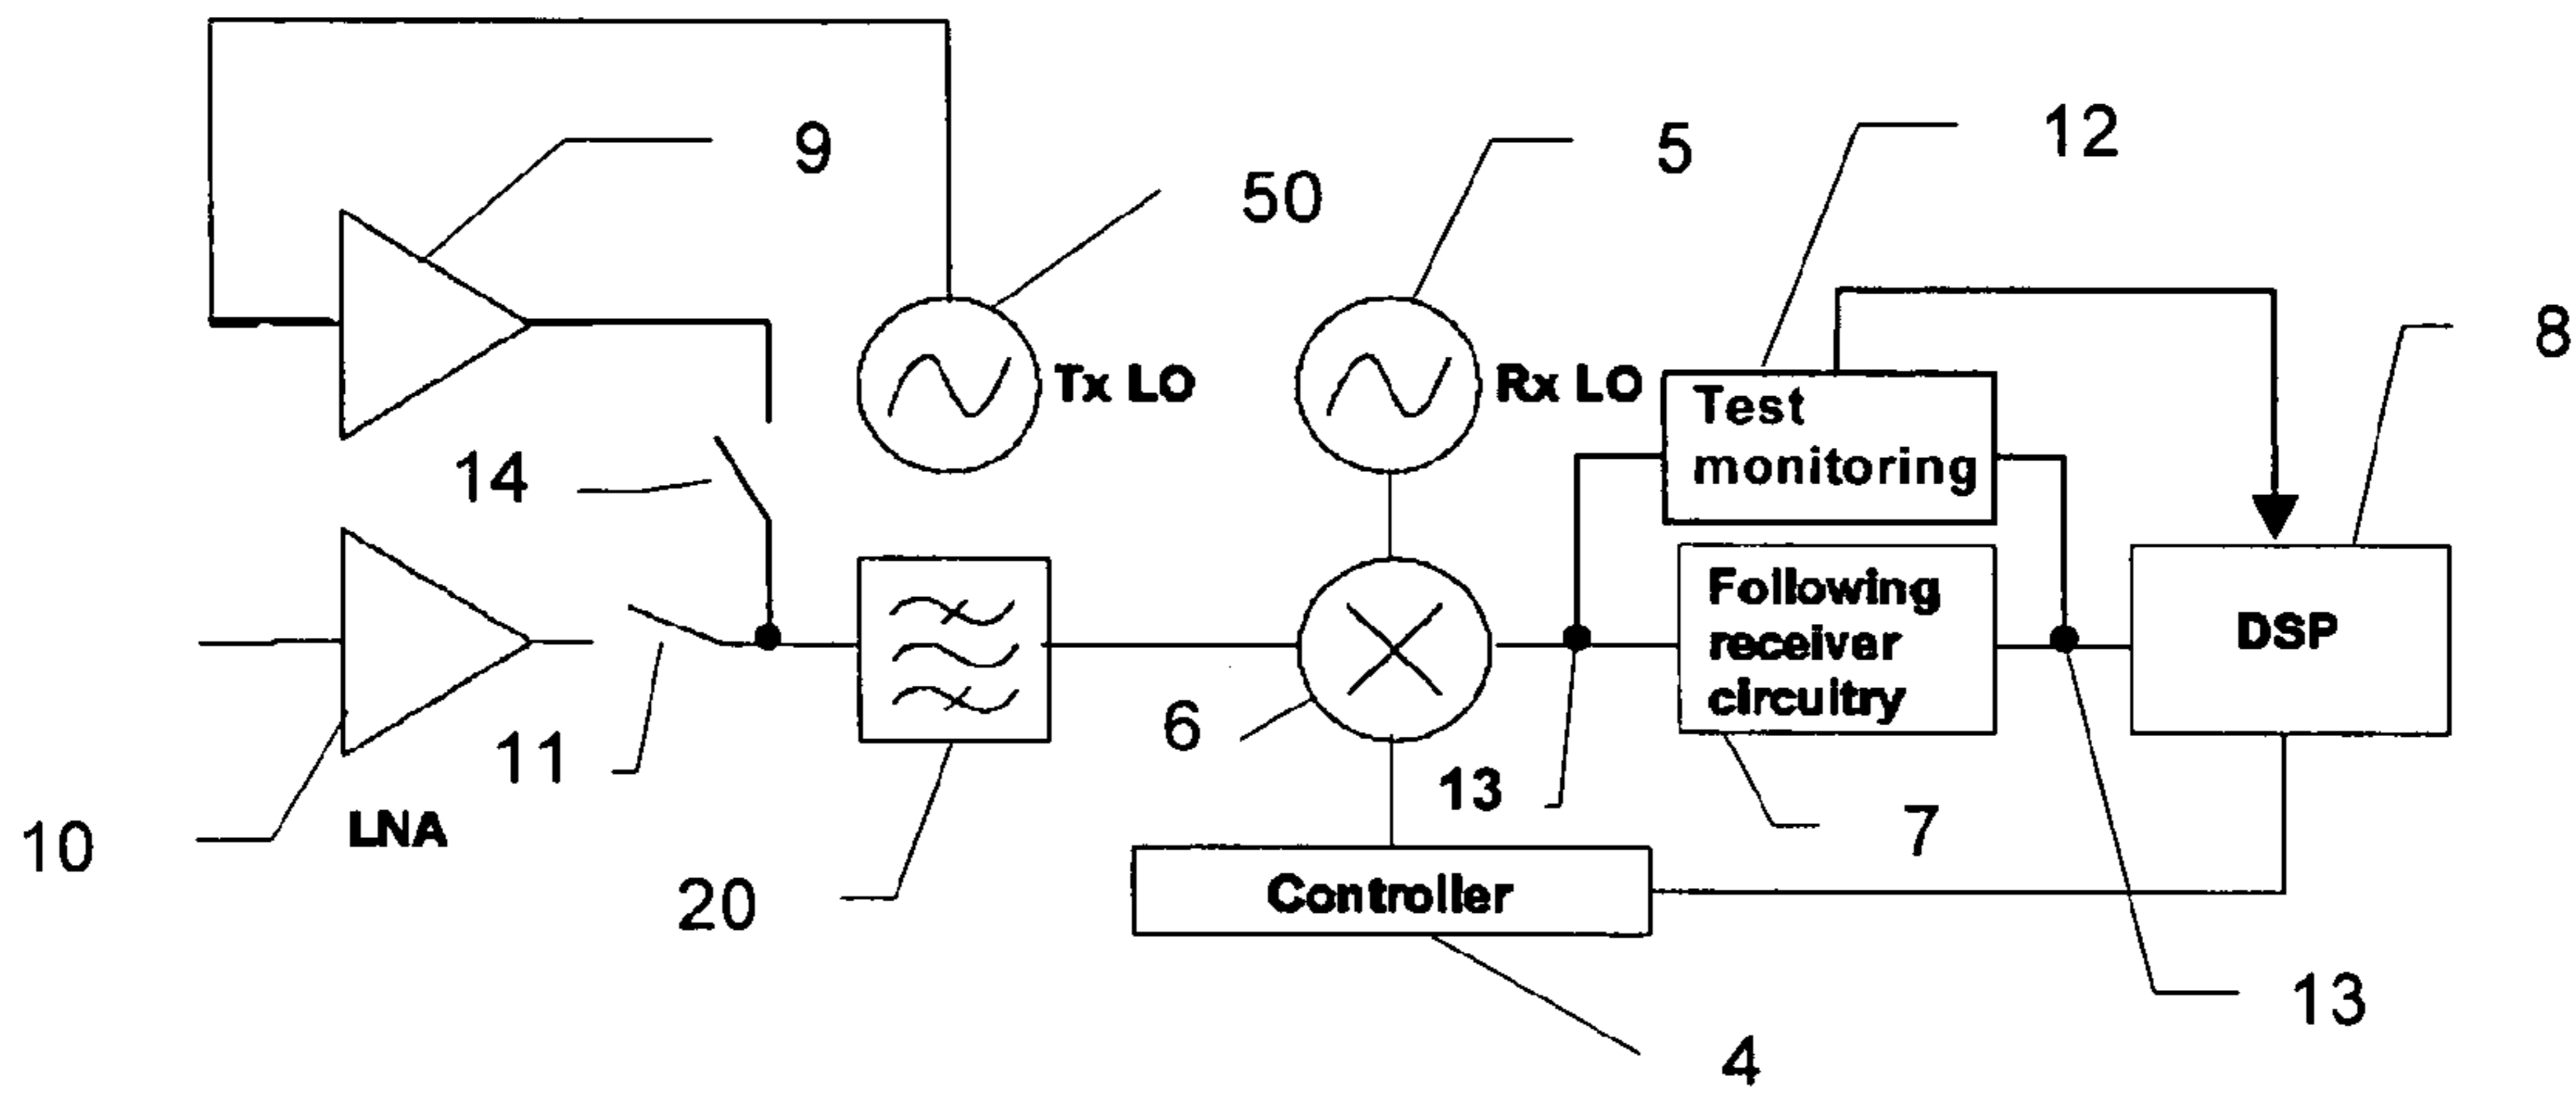 9
50
5
12
8
Tx LO
Rx LO
Test
monitoring
14
Following
receiver
circuitry
DSP
6
11
13
7
10
LNA
20
Controller
13
4